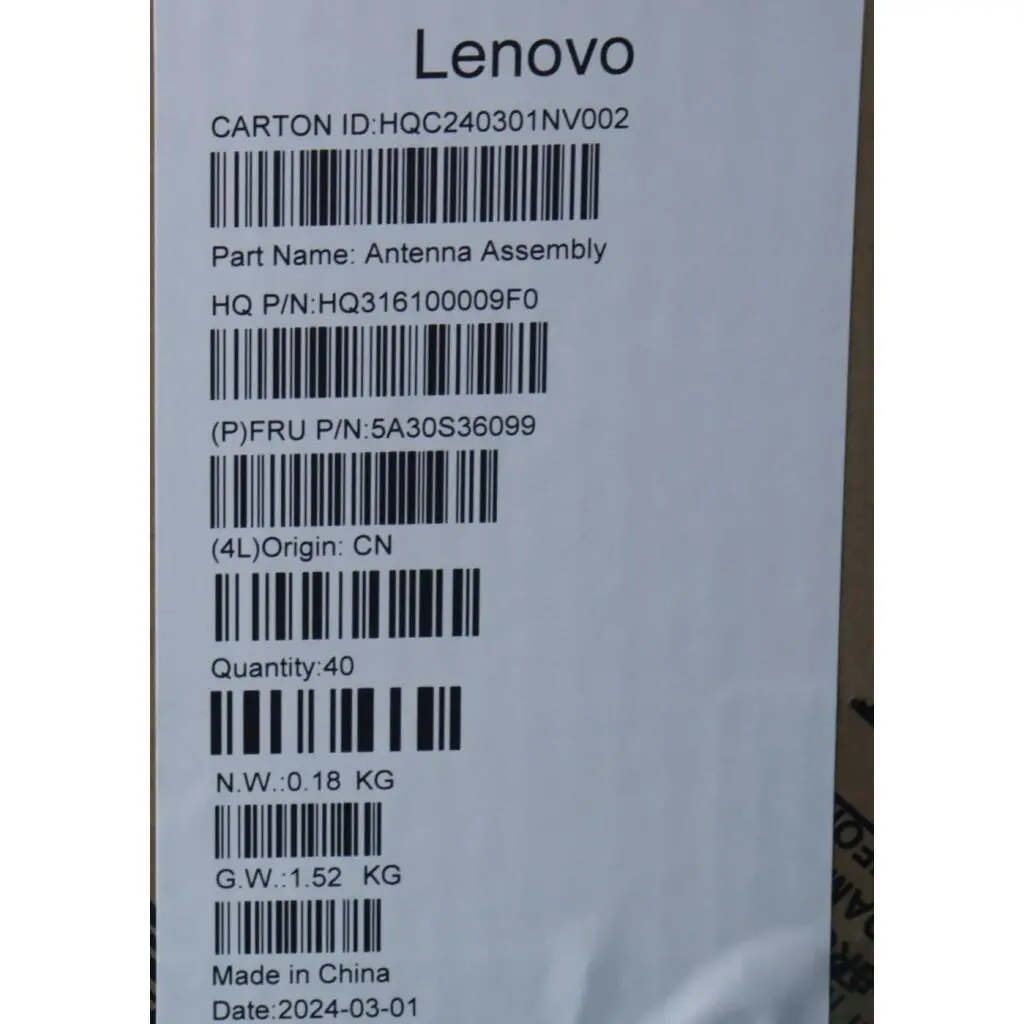 Lenovo
CARTON ID:HQC240301NV002
Part Name: Antenna Assembly
HQ P/N:HQ316100009F0
(P)FRU P/N:5A30S36099
(4L)Origin: CN
Quantity:40
N.W.:0.18 KG
G.W.:1.52 KG
Made in China
Date:2024-03-01